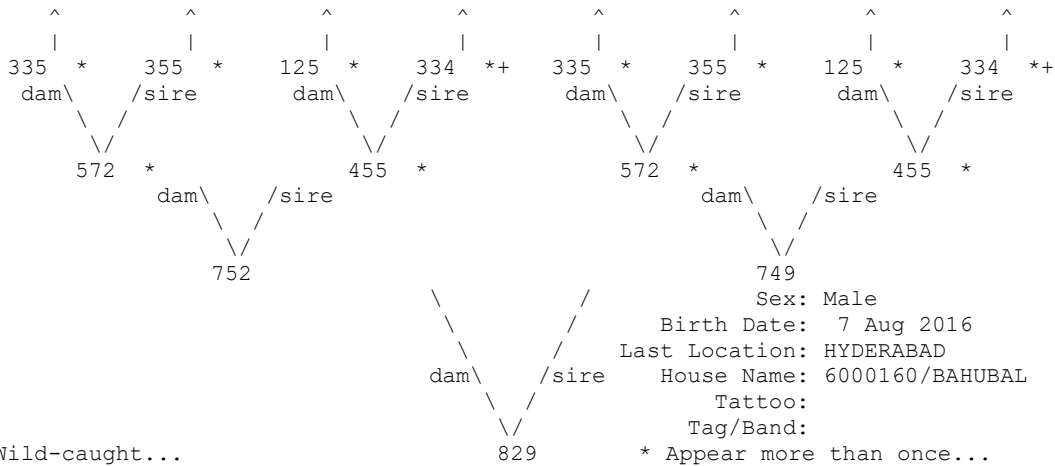 ^ ^ ^ ^ ^ ^ ^ ^
| | | | | | | |
335 * 355 * 125 * 334 *+ 335 * 355 * 125 * 334 *+
dam\ /sire dam\ /sire dam\ /sire dam\ /sire
\ / \ / \ / \ /
\/ \/ \/ \/
572 * 455 * 572 * 455 *
dam\ /sire dam\ /sire
\ / \ /
\/ \/
752 749
\ / Sex: Male
\ / Birth Date: 7 Aug 2016
\ / Last Location: HYDERABAD
dam\ /sire House Name: 6000160/BAHUBAL
\ / Tattoo:
\/ Tag/Band:
Wild-caught... 829 * Appear more than once...